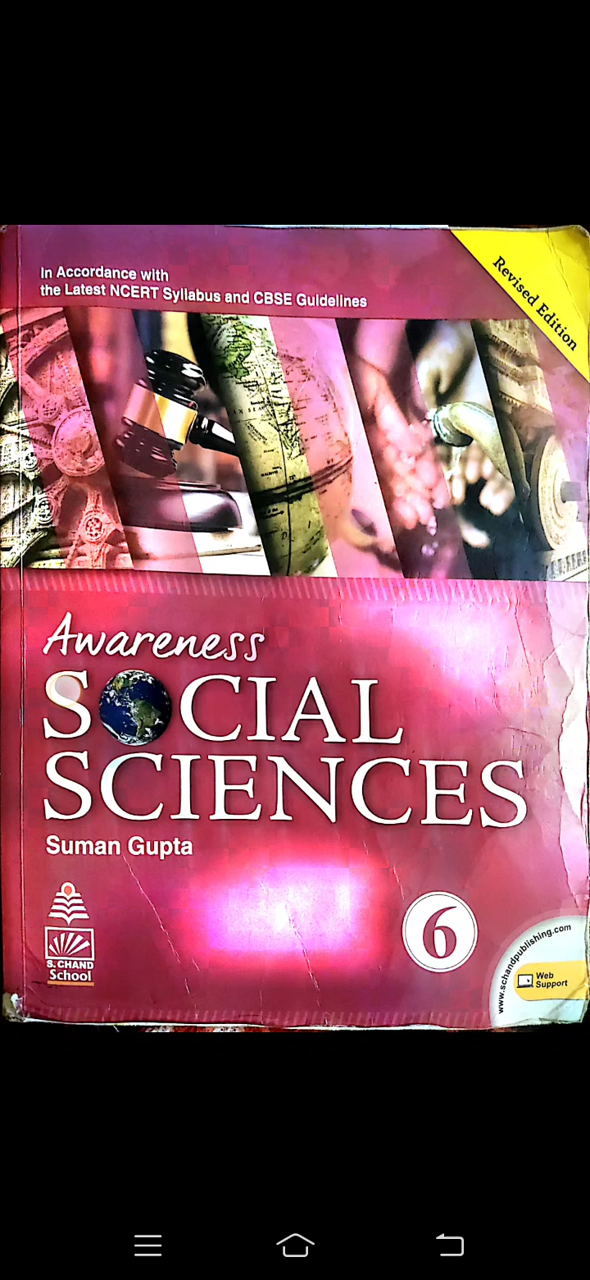 In Accordance with
the Latest NCERT Syllabus and CBSE Guidelines
Revised Edition
Awareness
SOCIAL
SCIENCES
Suman Gupta
6
S. CHAND
School
www.schandpublishing.com
Web
Support